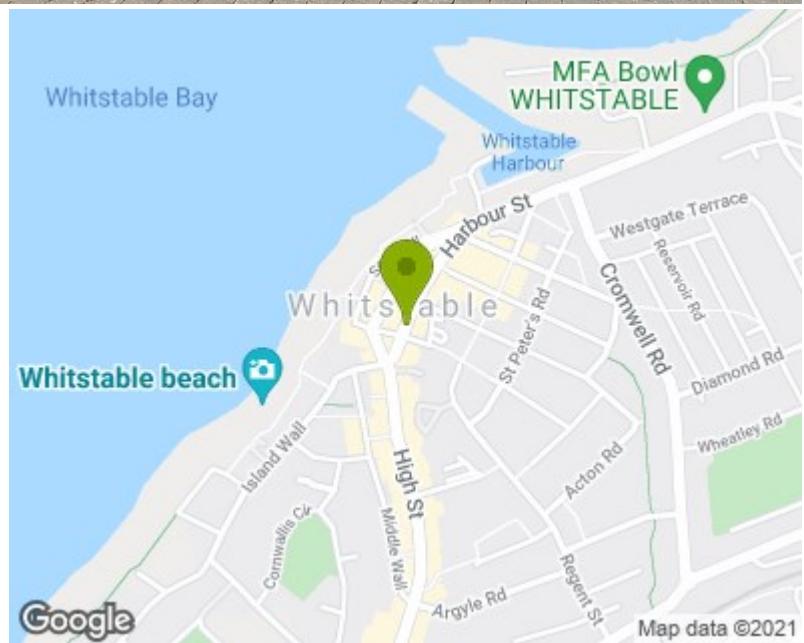 MFA Bowl
WHITSTABLE
Whitstable Bay
Whitstable
Harbour
Harbour St
Westgate Terrace
Reservoir Rd
Cromwell Rd
Whitstable
St Peter's Rd
Whitstable beach
Diamond Rd
Wheatley Rd
Island Wall
Acton Rd
High St
Cornwallis Cir
Middle Wall
Regent St
Argyle Rd
Google
Map data ©2021